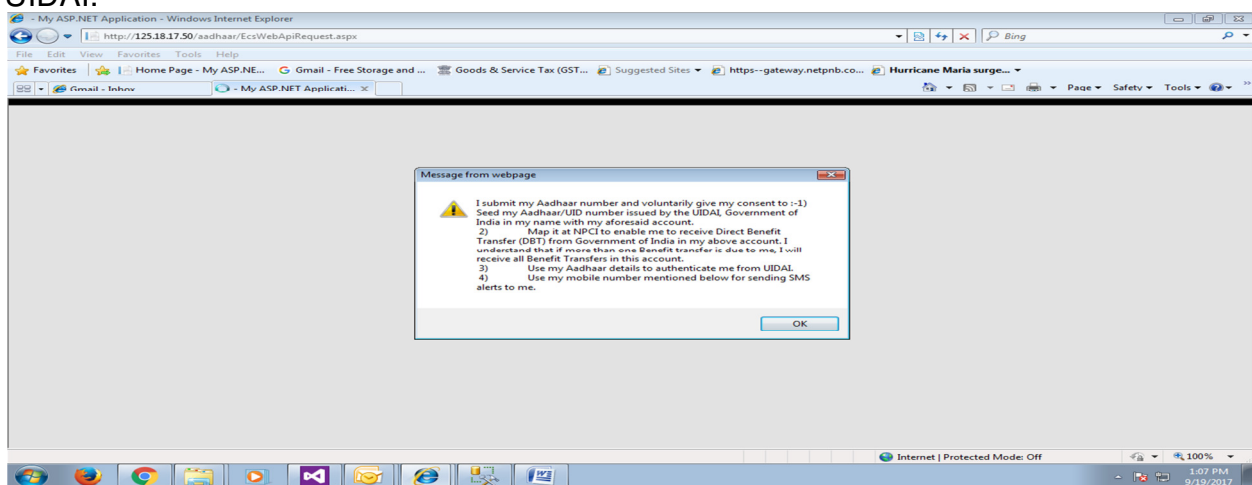 UIDAI.
- My ASP.NET Application - Windows Internet Explorer
http://125.18.17.50/aadhaar/EcsWebApiRequest.aspx
Bing
File Edit View Favorites Tools Help
Favorites Home Page - My ASP.NE... Gmail - Free Storage and ... Goods & Service Tax (GST... Suggested Sites https--gateway.netpnb.co... Hurricane Maria surge...
Gmail - Inbox - My ASP.NET Applicati... Page Safety Tools
Message from webpage
I submit my Aadhaar number and voluntarily give my consent to :-1)
Seed my Aadhaar/UID number issued by the UIDAI, Government of
India in my name with my aforesaid account.
2) Map it at NPCI to enable me to receive Direct Benefit
Transfer (DBT) from Government of India in my above account. I
understand that if more than one Benefit transfer is due to me, I will
receive all Benefit Transfers in this account.
3) Use my Aadhaar details to authenticate me from UIDAI.
4) Use my mobile number mentioned below for sending SMS
alerts to me.
OK
Internet | Protected Mode: Off 100%
1:07 PM
9/19/2017